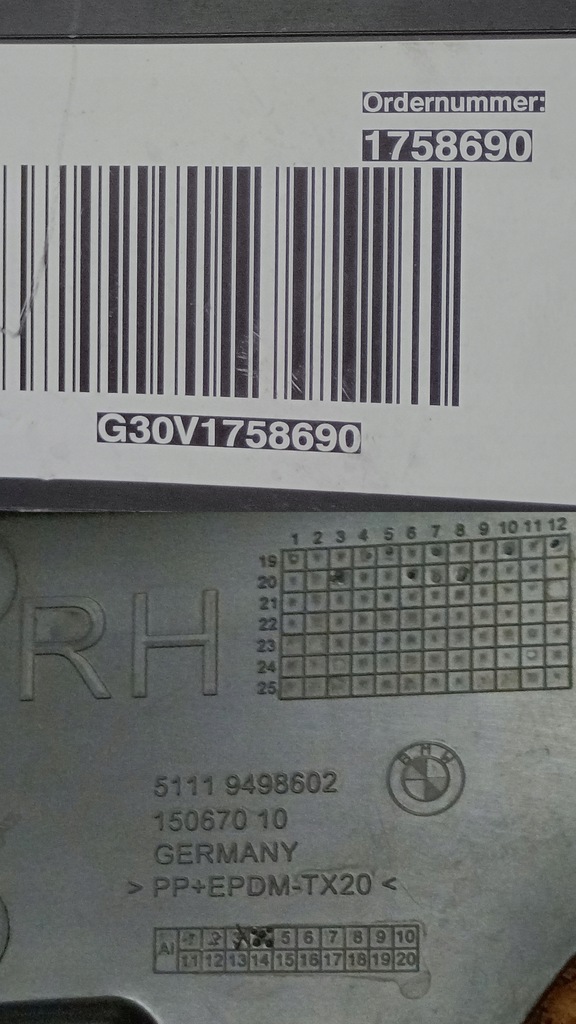 Ordernummer:
1758690
G30V1758690
1 2 3 4 5 6 7 8 9 10 11 12
19
20
21
22
23
24
25
RH
BMW
5111 9498602
150670 10
GERMANY
> PP+EPDM-TX20 <
AI
5 6 7 8 9 10
11 12 13 14 15 16 17 18 19 20